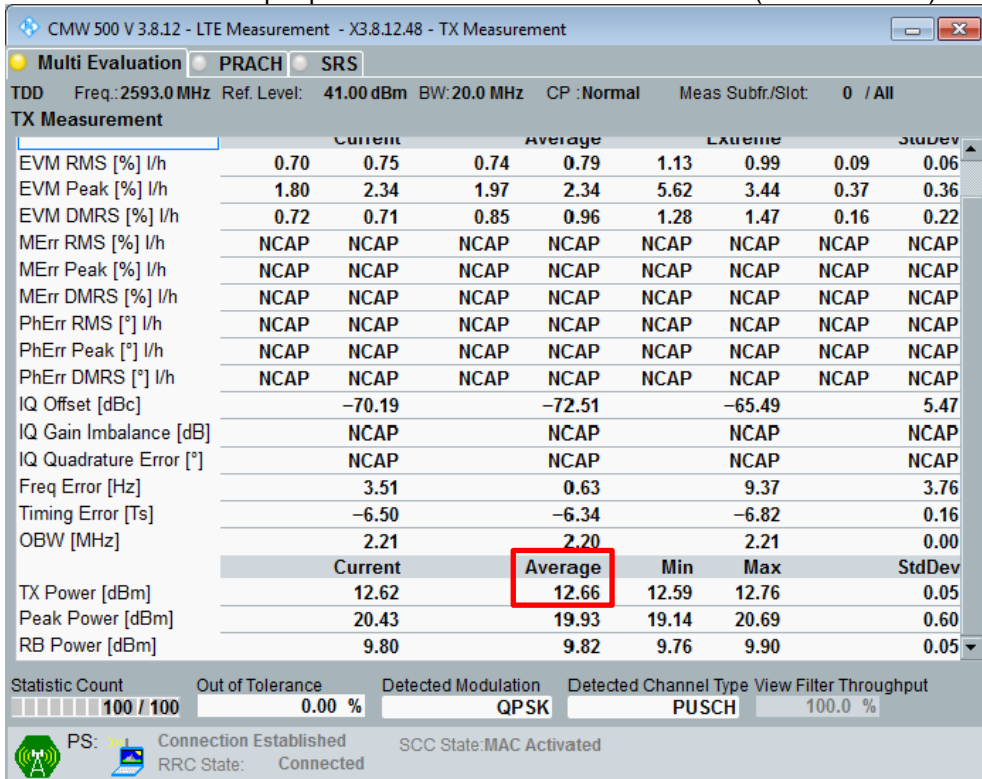 CMW 500 V 3.8.12 - LTE Measurement - X3.8.12.48 - TX Measurement
Multi Evaluation PRACH SRS
TDD Freq.: 2593.0 MHz Ref. Level: 41.00 dBm BW: 20.0 MHz CP : Normal Meas Subfr./Slot: 0 / All
TX Measurement
Current Average Extreme StdDev
EVM RMS [%] l/h 0.70 0.75 0.74 0.79 1.13 0.99 0.09 0.06
EVM Peak [%] l/h 1.80 2.34 1.97 2.34 5.62 3.44 0.37 0.36
EVM DMRS [%] l/h 0.72 0.71 0.85 0.96 1.28 1.47 0.16 0.22
MErr RMS [%] l/h NCAP NCAP NCAP NCAP NCAP NCAP NCAP NCAP
MErr Peak [%] l/h NCAP NCAP NCAP NCAP NCAP NCAP NCAP NCAP
MErr DMRS [%] l/h NCAP NCAP NCAP NCAP NCAP NCAP NCAP NCAP
PhErr RMS [°] l/h NCAP NCAP NCAP NCAP NCAP NCAP NCAP NCAP
PhErr Peak [°] l/h NCAP NCAP NCAP NCAP NCAP NCAP NCAP NCAP
PhErr DMRS [°] l/h NCAP NCAP NCAP NCAP NCAP NCAP NCAP NCAP
IQ Offset [dBc] −70.19 −72.51 −65.49 5.47
IQ Gain Imbalance [dB] NCAP NCAP NCAP NCAP
IQ Quadrature Error [°] NCAP NCAP NCAP NCAP
Freq Error [Hz] 3.51 0.63 9.37 3.76
Timing Error [Ts] −6.50 −6.34 −6.82 0.16
OBW [MHz] 2.21 2.20 2.21 0.00
Current Average Min Max StdDev
TX Power [dBm] 12.62 12.66 12.59 12.76 0.05
Peak Power [dBm] 20.43 19.93 19.14 20.69 0.60
RB Power [dBm] 9.80 9.82 9.76 9.90 0.05
Statistic Count Out of Tolerance Detected Modulation Detected Channel Type View Filter Throughput
100 / 100 0.00 % QPSK PUSCH 100.0 %
PS: Connection Established SCC State: MAC Activated
RRC State: Connected